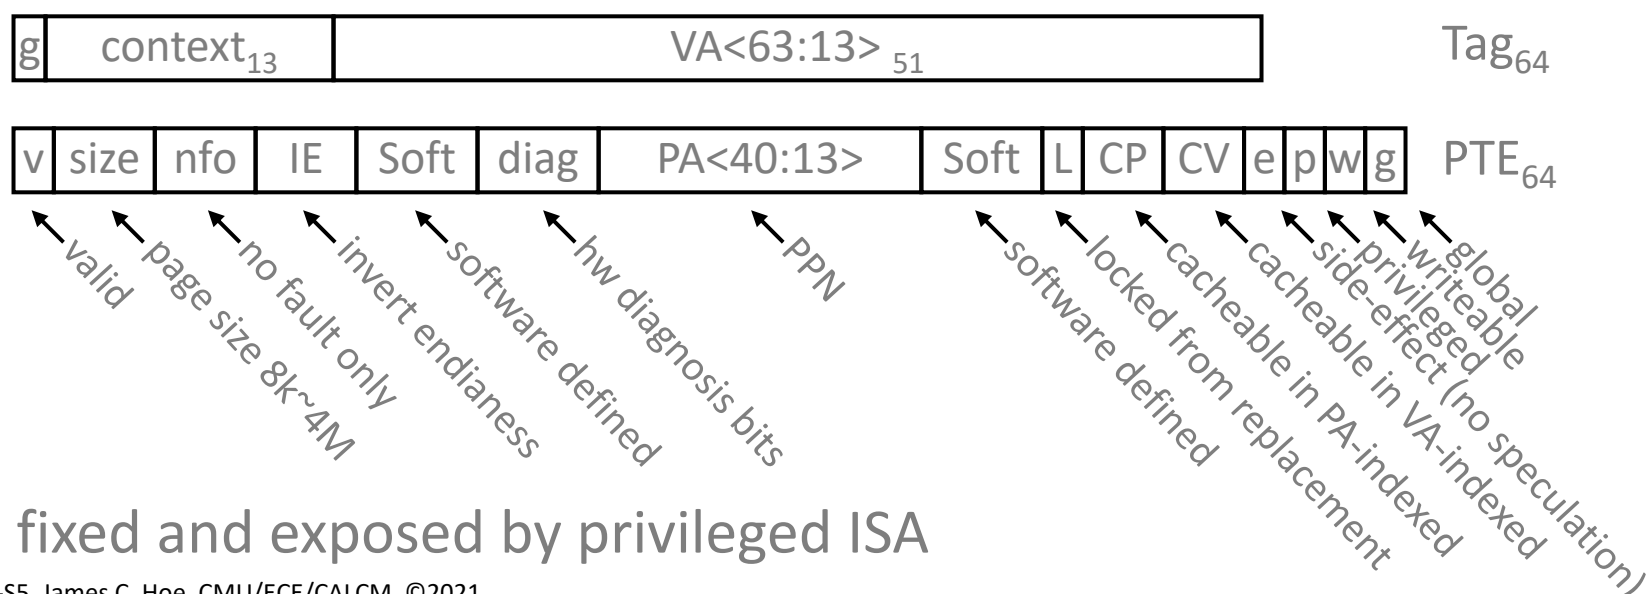 g context13 VA<63:13> 51 Tag64
v size nfo IE Soft diag PA<40:13> Soft L CP CV e p w g PTE64
valid
page size 8k~4M
no fault only
invert endianess
software defined
hw diagnosis bits
PPN
software defined
locked from replacement
cacheable in PA-indexed
cacheable in VA-indexed
side-effect (no speculation)
privileged
writeable
global
fixed and exposed by privileged ISA
-S5, James C. Hoe, CMU/ECE/CALCM, ©2021